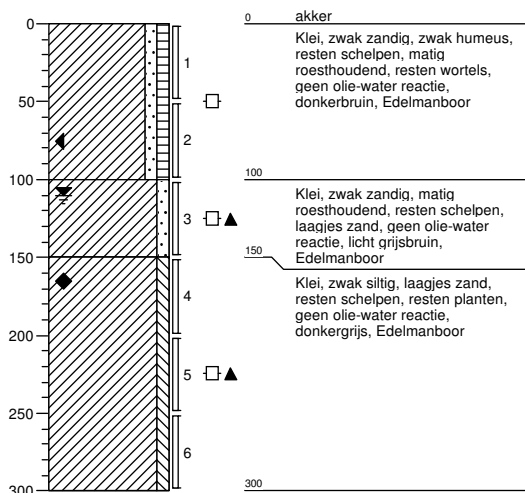 0
50
100
150
200
250
300
1
2
3
4
5
6
0 akker
Klei, zwak zandig, zwak humeus,
resten schelpen, matig
roesthoudend, resten wortels,
geen olie-water reactie,
donkerbruin, Edelmanboor
100
Klei, zwak zandig, matig
roesthoudend, resten schelpen,
laagjes zand, geen olie-water
reactie, licht grijsbruin,
Edelmanboor
150
Klei, zwak siltig, laagjes zand,
resten schelpen, resten planten,
geen olie-water reactie,
donkergrijs, Edelmanboor
300